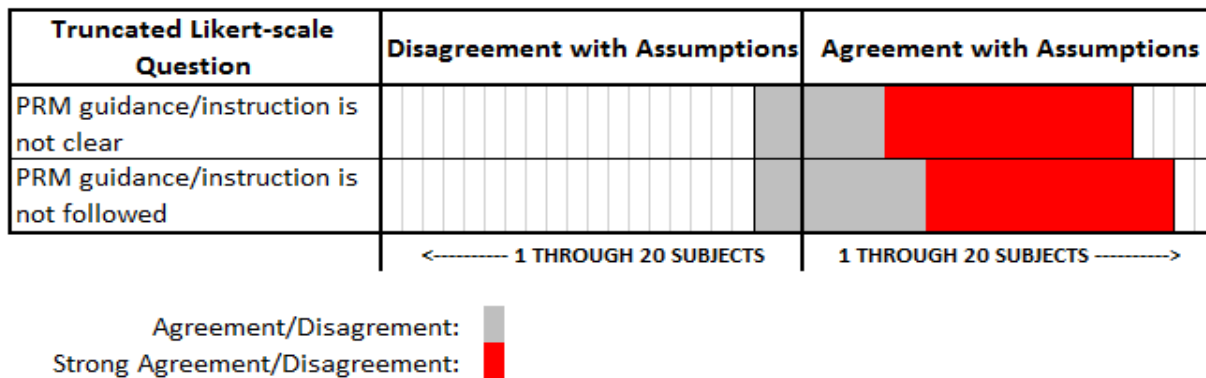 Truncated Likert-scale
Question
Disagreement with Assumptions
Agreement with Assumptions
PRM guidance/instruction is
not clear
PRM guidance/instruction is
not followed
<---------- 1 THROUGH 20 SUBJECTS
1 THROUGH 20 SUBJECTS ---------->
Agreement/Disagrement:
Strong Agreement/Disagreement: